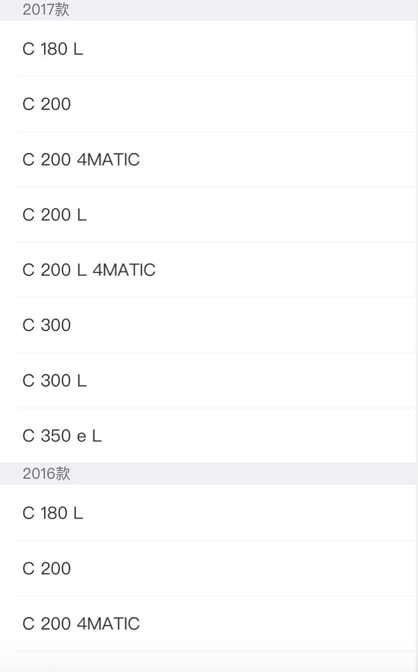 2017款
C 180 L
C 200
C 200 4MATIC
C 200 L
C 200 L 4MATIC
C 300
C 300 L
C 350 e L
2016款
C 180 L
C 200
C 200 4MATIC